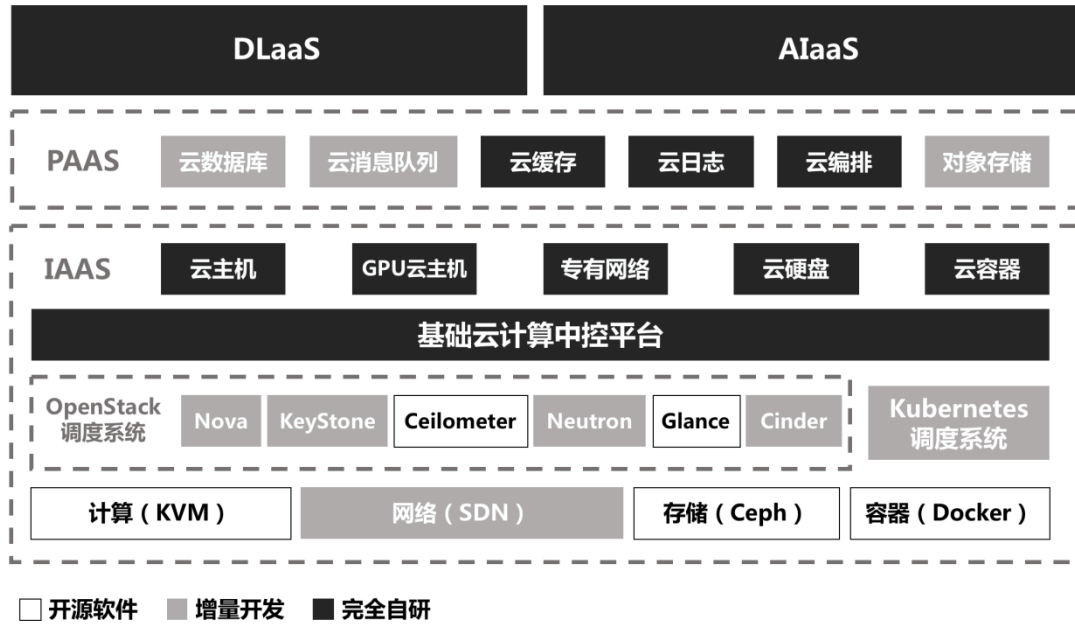 DLaaS
AIaaS
PAAS
云数据库
云消息队列
云缓存
云日志
云编排
对象存储
IAAS
云主机
GPU云主机
专有网络
云硬盘
云容器
基础云计算中控平台
OpenStack
调度系统
Nova
KeyStone
Ceilometer
Neutron
Glance
Cinder
Kubernetes
调度系统
计算（KVM）
网络（SDN）
存储（Ceph）
容器（Docker）
开源软件
增量开发
完全自研